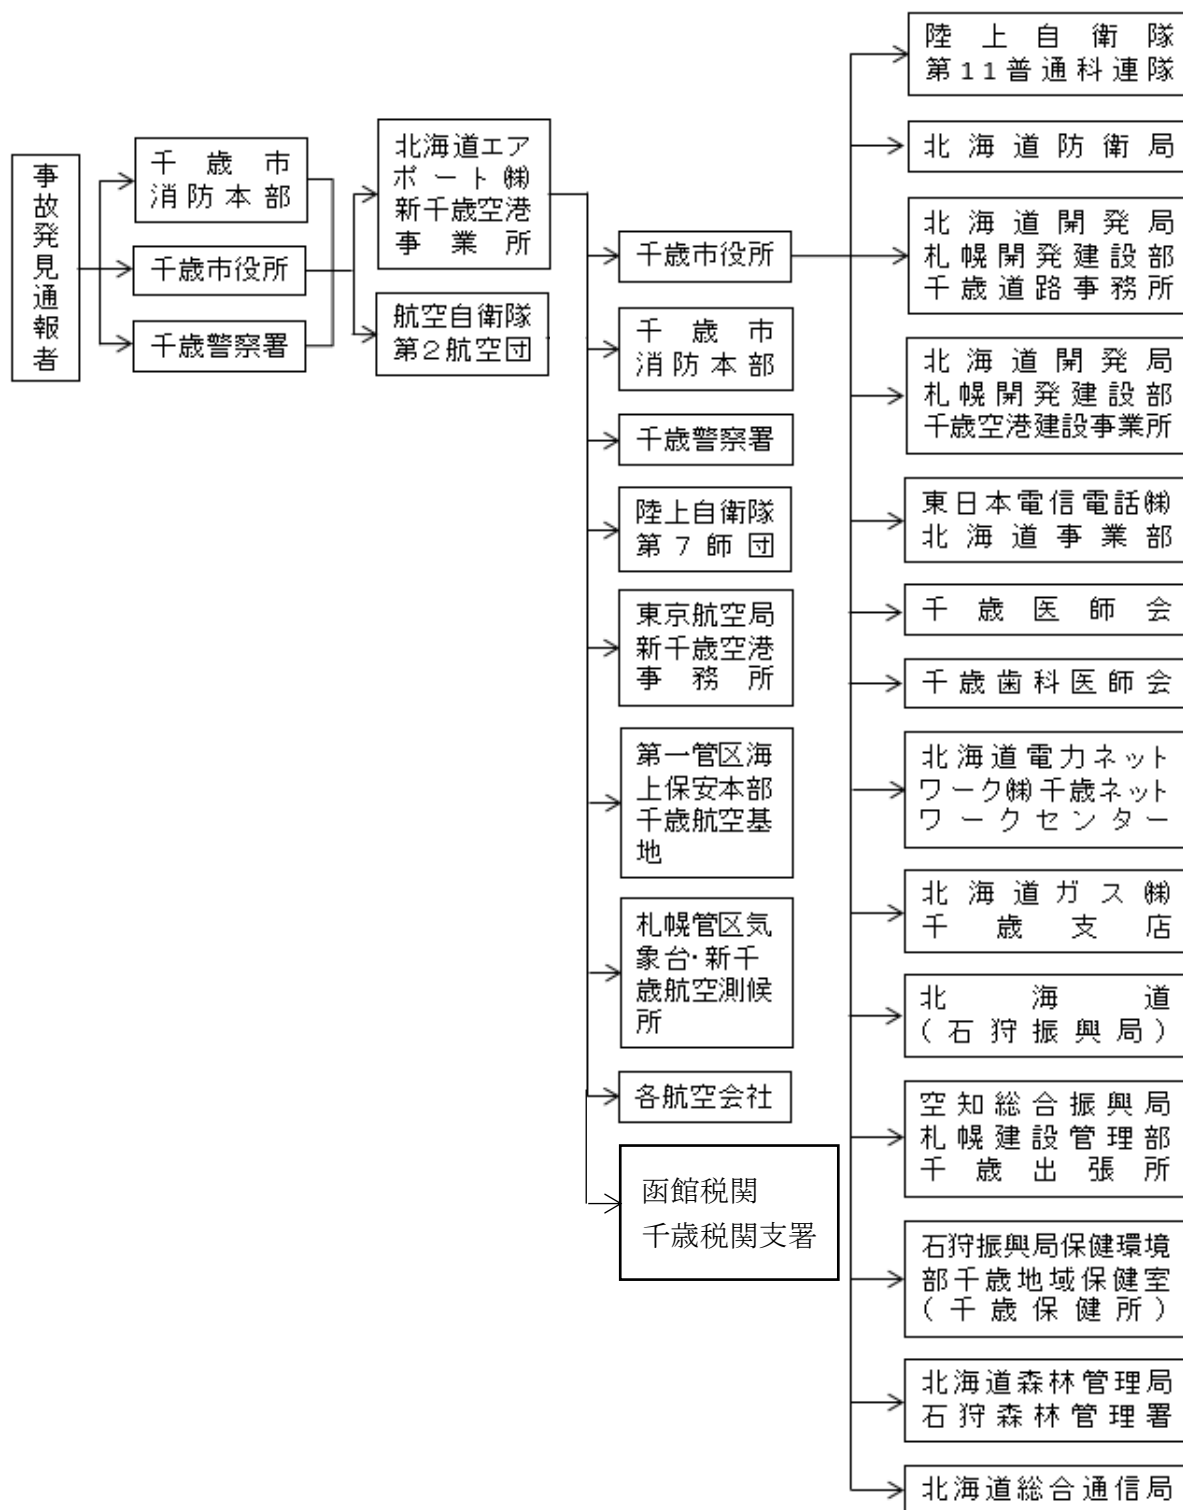 事故発見通報者
千歳市
消防本部
千歳市役所
千歳警察署
北海道エア
ポート㈱
新千歳空港
事業所
航空自衛隊
第2航空団
千歳市役所
千歳市
消防本部
千歳警察署
陸上自衛隊
第7師団
東京航空局
新千歳空港
事務所
第一管区海
上保安本部
千歳航空基
地
札幌管区気
象台・新千
歳航空測候
所
各航空会社
函館税関
千歳税関支署
陸上自衛隊
第11普通科連隊
北海道防衛局
北海道開発局
札幌開発建設部
千歳道路事務所
北海道開発局
札幌開発建設部
千歳空港建設事業所
東日本電信電話㈱
北海道事業部
千歳医師会
千歳歯科医師会
北海道電力ネット
ワーク㈱千歳ネット
ワークセンター
北海道ガス㈱
千歳支店
北海道
(石狩振興局)
空知総合振興局
札幌建設管理部
千歳出張所
石狩振興局保健環境
部千歳地域保健室
(千歳保健所)
北海道森林管理局
石狩森林管理署
北海道総合通信局